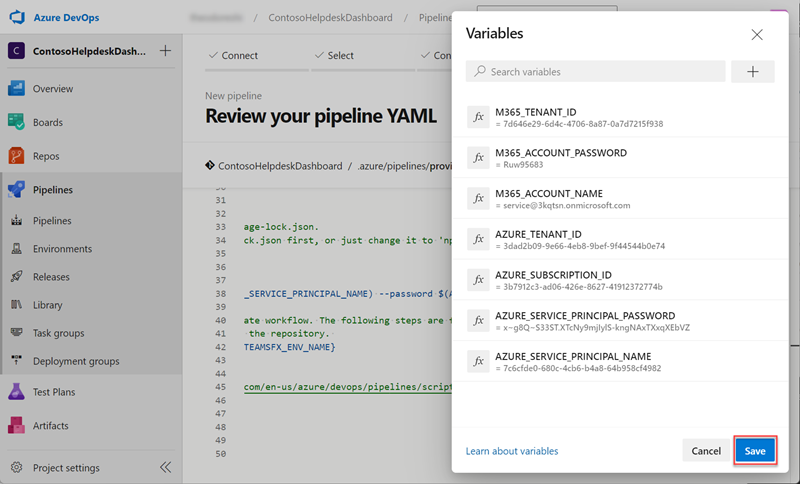 Azure DevOps
/ ContosoHelpdeskDashboard / Pipelines
ContosoHelpdeskDash...
Overview
Boards
Repos
Pipelines
Pipelines
Environments
Releases
Library
Task groups
Deployment groups
Test Plans
Artifacts
Project settings
Connect
Select
New pipeline
Review your pipeline YAML
ContosoHelpdeskDashboard / .azure/pipelines/provi
30
31
32
33 age-lock.json.
34 ck.json first, or just change it to 'np
35
36
37
38 _SERVICE_PRINCIPAL_NAME) --password $(A
39
40 ate workflow. The following steps are t
41 the repository.
42 TEAMSFX_ENV_NAME}
43
44
45 com/en-us/azure/devops/pipelines/script
46
47
48
49
50
Variables
Search variables
fx M365_TENANT_ID
= 7d646e29-6d4c-4706-8a87-0a7d7215f938
fx M365_ACCOUNT_PASSWORD
= Ruw95683
fx M365_ACCOUNT_NAME
= service@3kqtsn.onmicrosoft.com
fx AZURE_TENANT_ID
= 3dad2b09-9e66-4eb8-9bef-9f44544b0e74
fx AZURE_SUBSCRIPTION_ID
= 3b7912c3-ad06-426e-8627-41912372774b
fx AZURE_SERVICE_PRINCIPAL_PASSWORD
= x~g8Q~S33ST.XTcNy9mjIylS-kngNAxTXxqXEbVZ
fx AZURE_SERVICE_PRINCIPAL_NAME
= 7c6cfde0-680c-4cb6-b4a8-64b958cf4982
Learn about variables
Cancel
Save